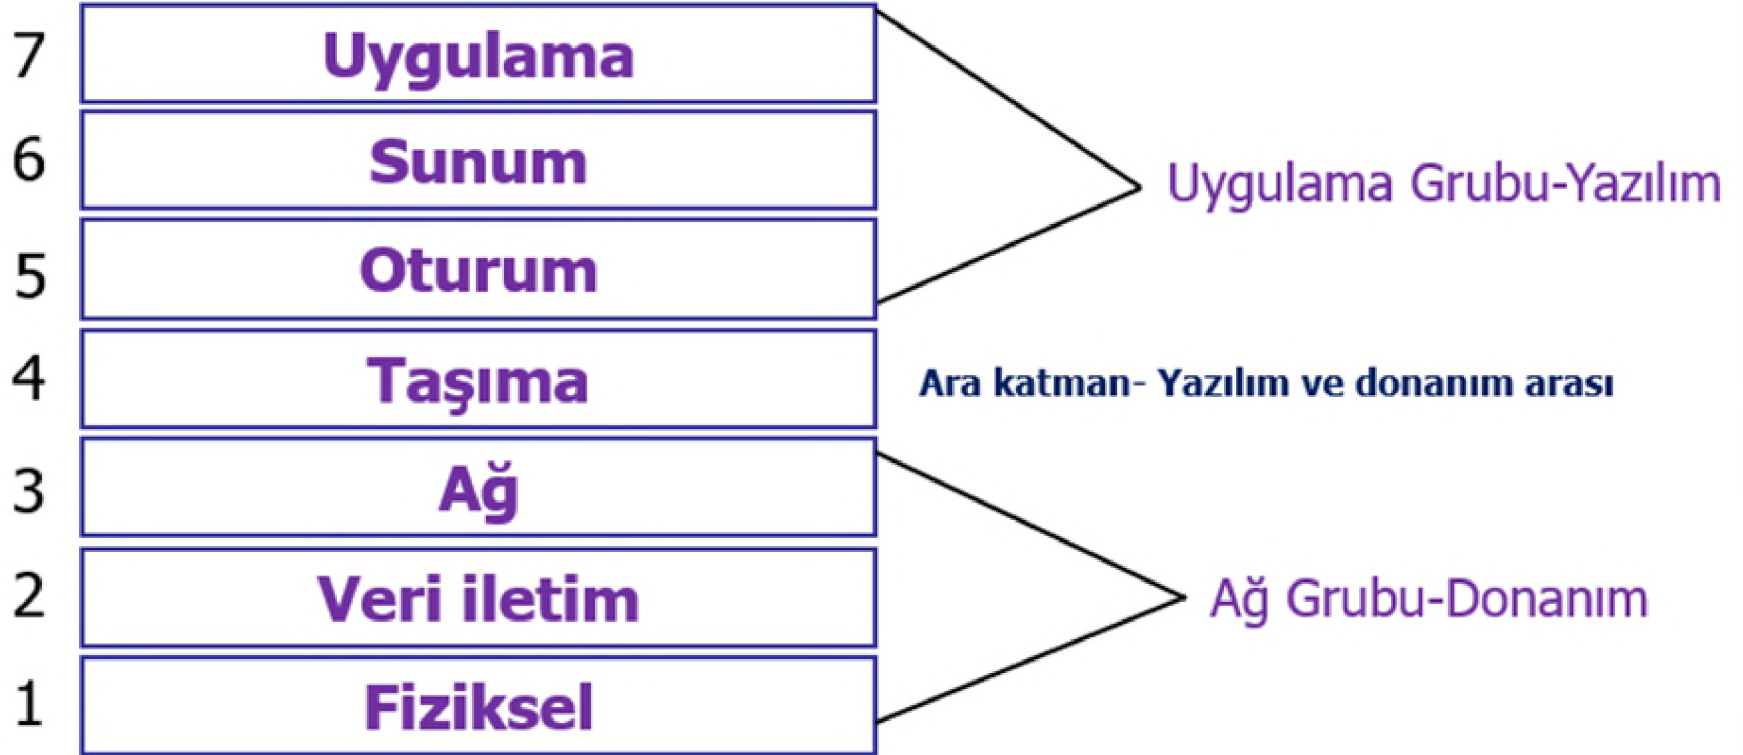 7 Uygulama
6 Sunum
Uygulama Grubu-Yazılım
5 Oturum
4 Taşıma Ara katman- Yazılım ve donanım arası
3 Ağ
2 Veri iletim Ağ Grubu-Donanım
1 Fiziksel